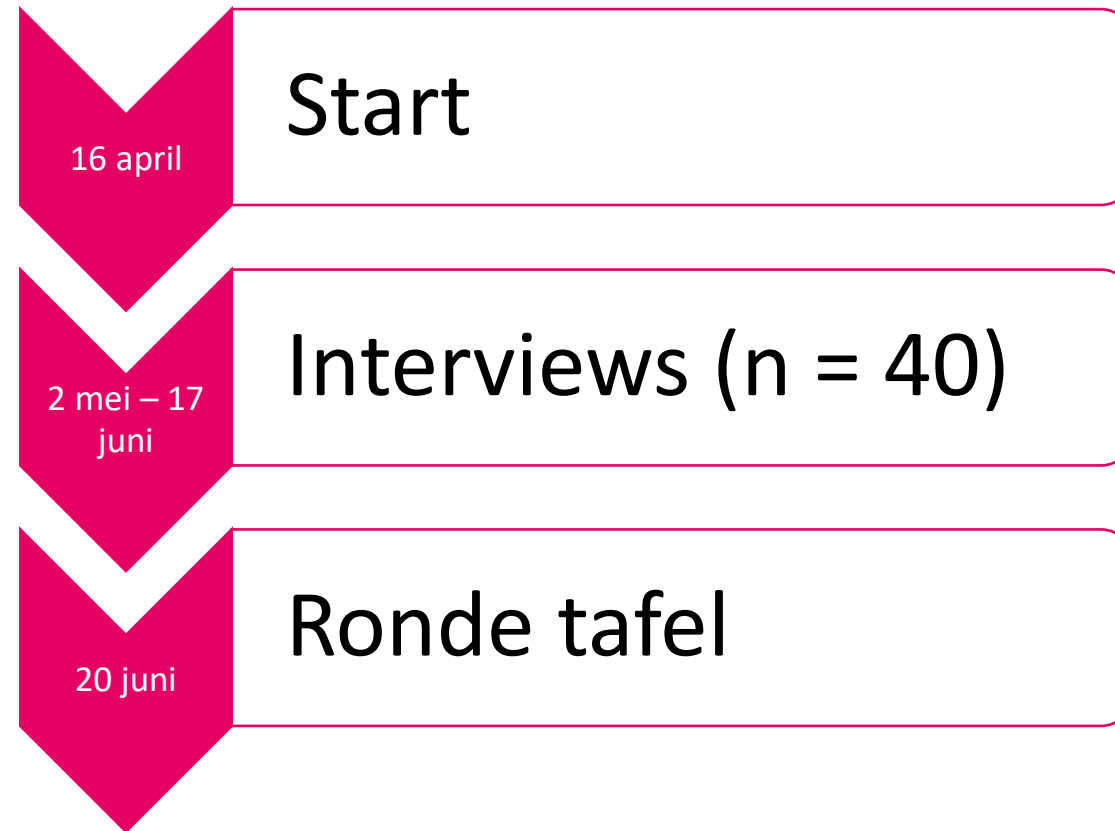 16 april
Start
2 mei – 17
juni
Interviews (n = 40)
20 juni
Ronde tafel